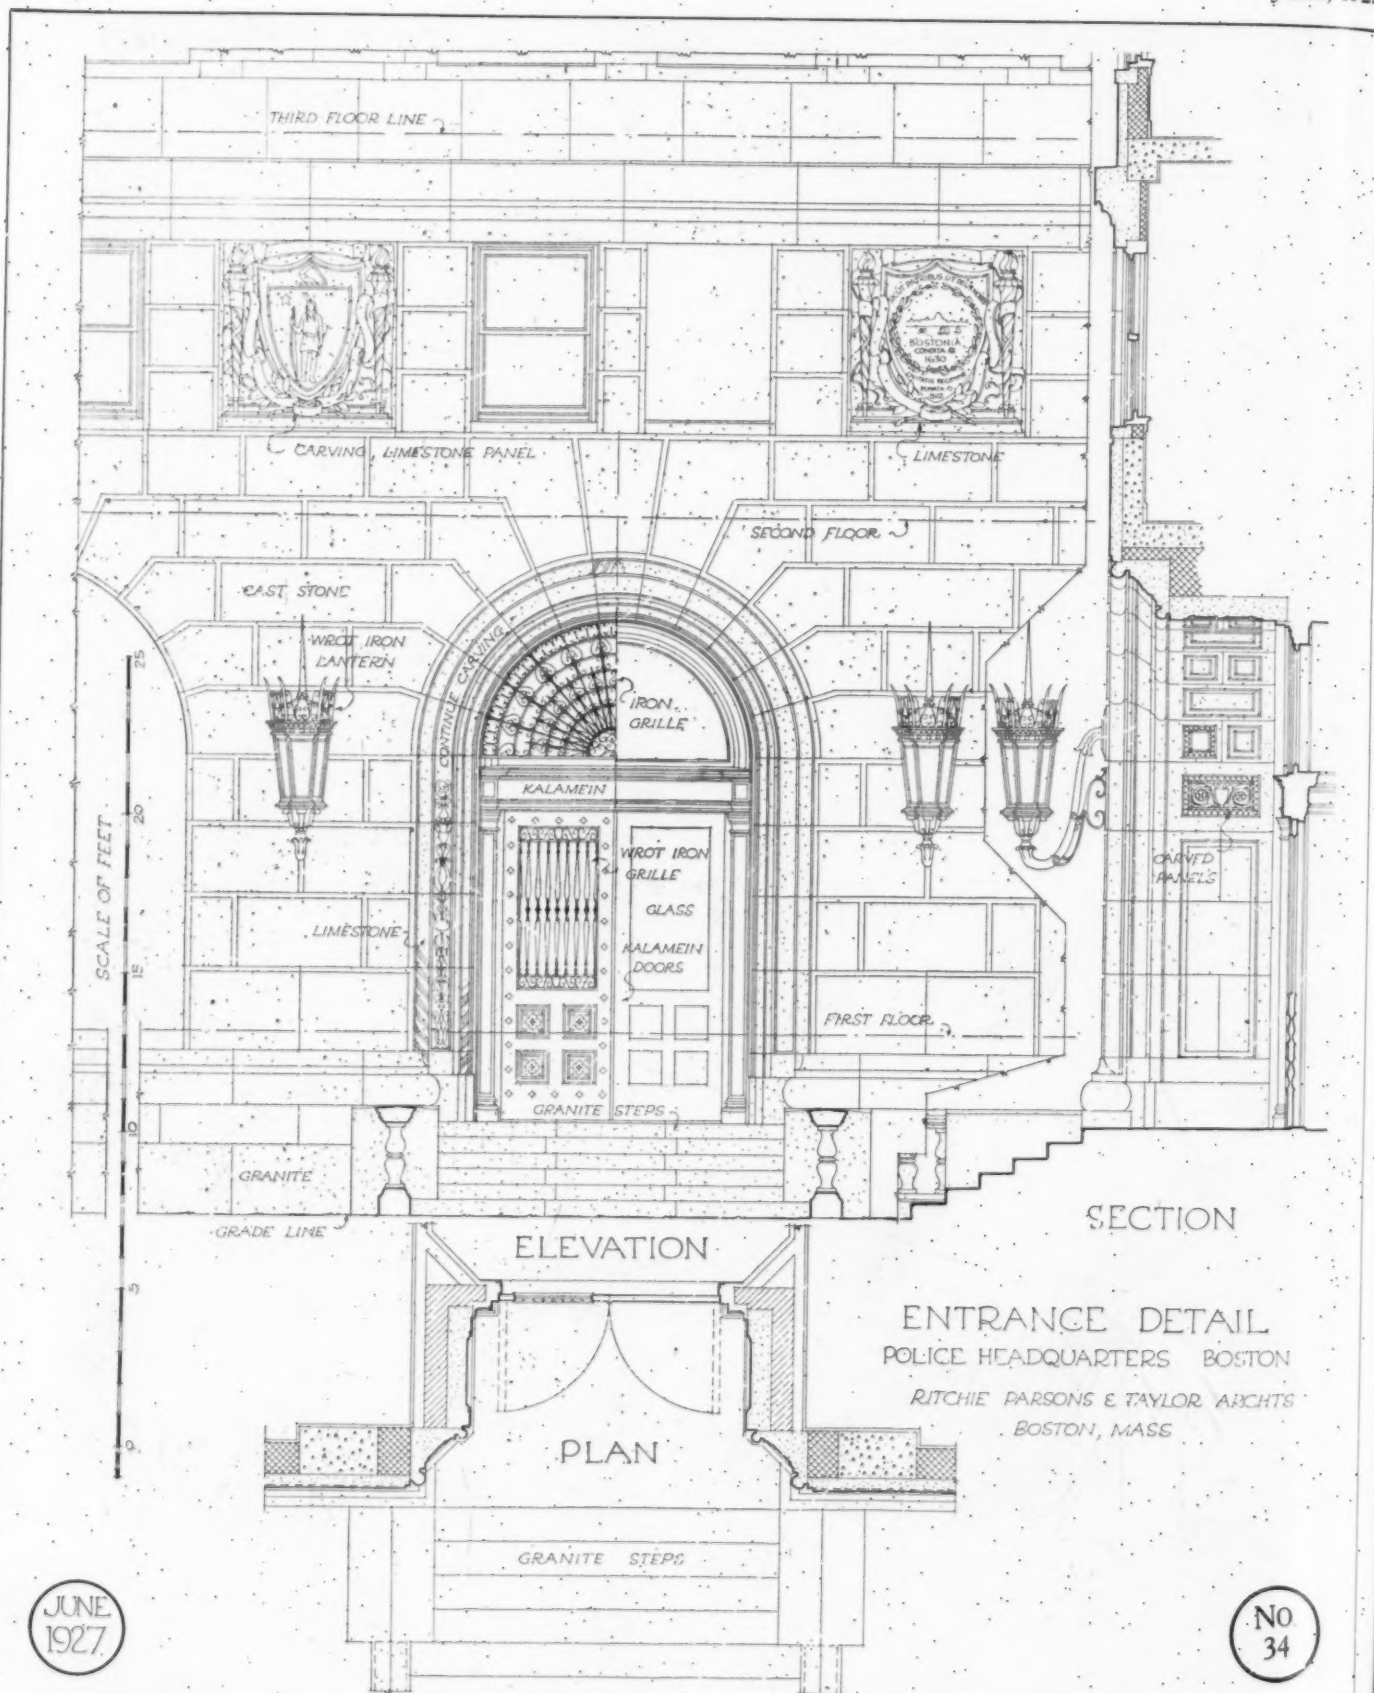 THIRD FLOOR LINE
BOSTONIA
CONDITA AD
1630
CARVING, LIMESTONE PANEL
LIMESTONE
SECOND FLOOR
CAST STONE
WROT IRON
LANTERN
CONTINUE CARVING
IRON
GRILLE
KALAMEIN
WROT IRON
GRILLE
GLASS
KALAMEIN
DOORS
LIMESTONE
CARVED
PANELS
FIRST FLOOR
GRANITE STEPS
GRANITE
GRADE LINE
SCALE OF FEET
25
20
15
10
5
0
ELEVATION
SECTION
ENTRANCE DETAIL
POLICE HEADQUARTERS BOSTON
RITCHIE PARSONS & TAYLOR ARCHTS
BOSTON, MASS
PLAN
GRANITE STEPS
JUNE
1927
NO
34